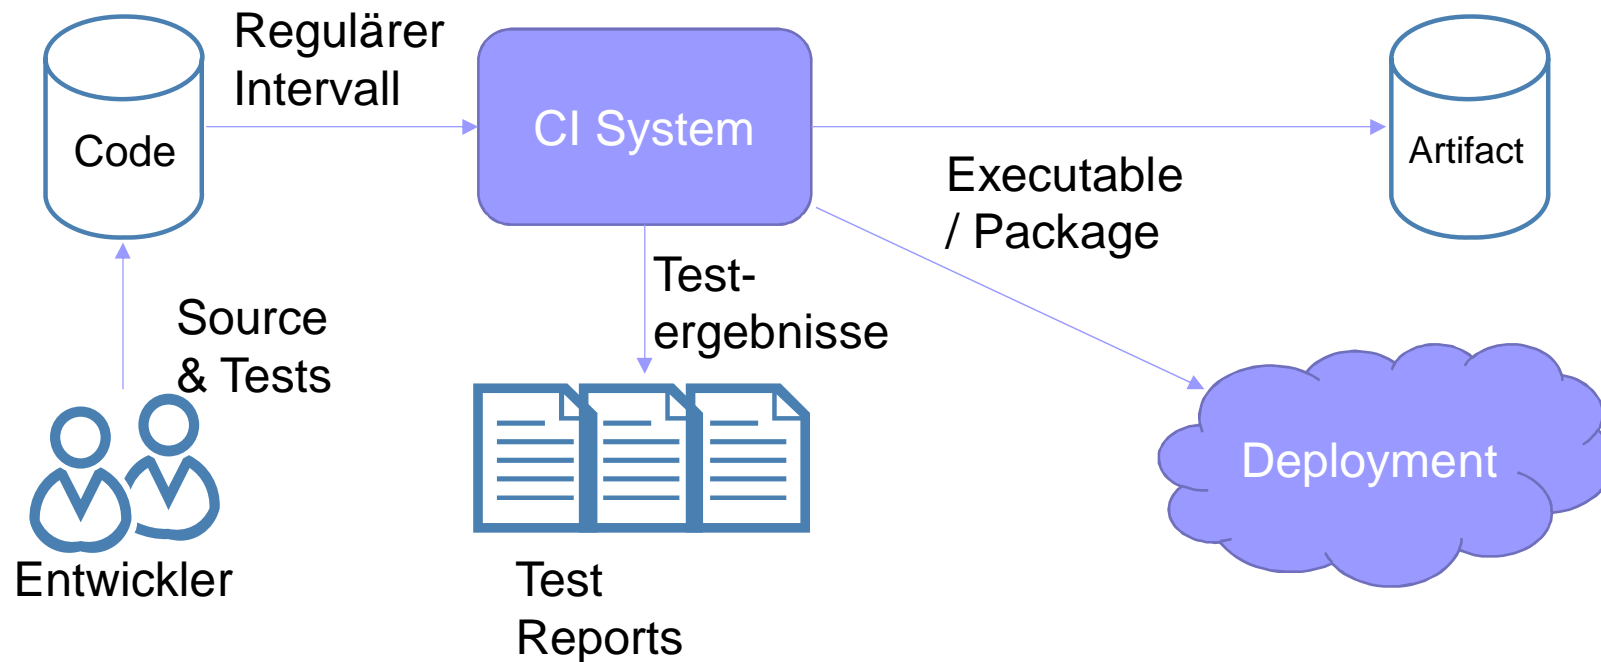 Regulärer
Intervall
Code
CI System
Artifact
Executable
/ Package
Test-
ergebnisse
Source
& Tests
Deployment
Entwickler
Test
Reports